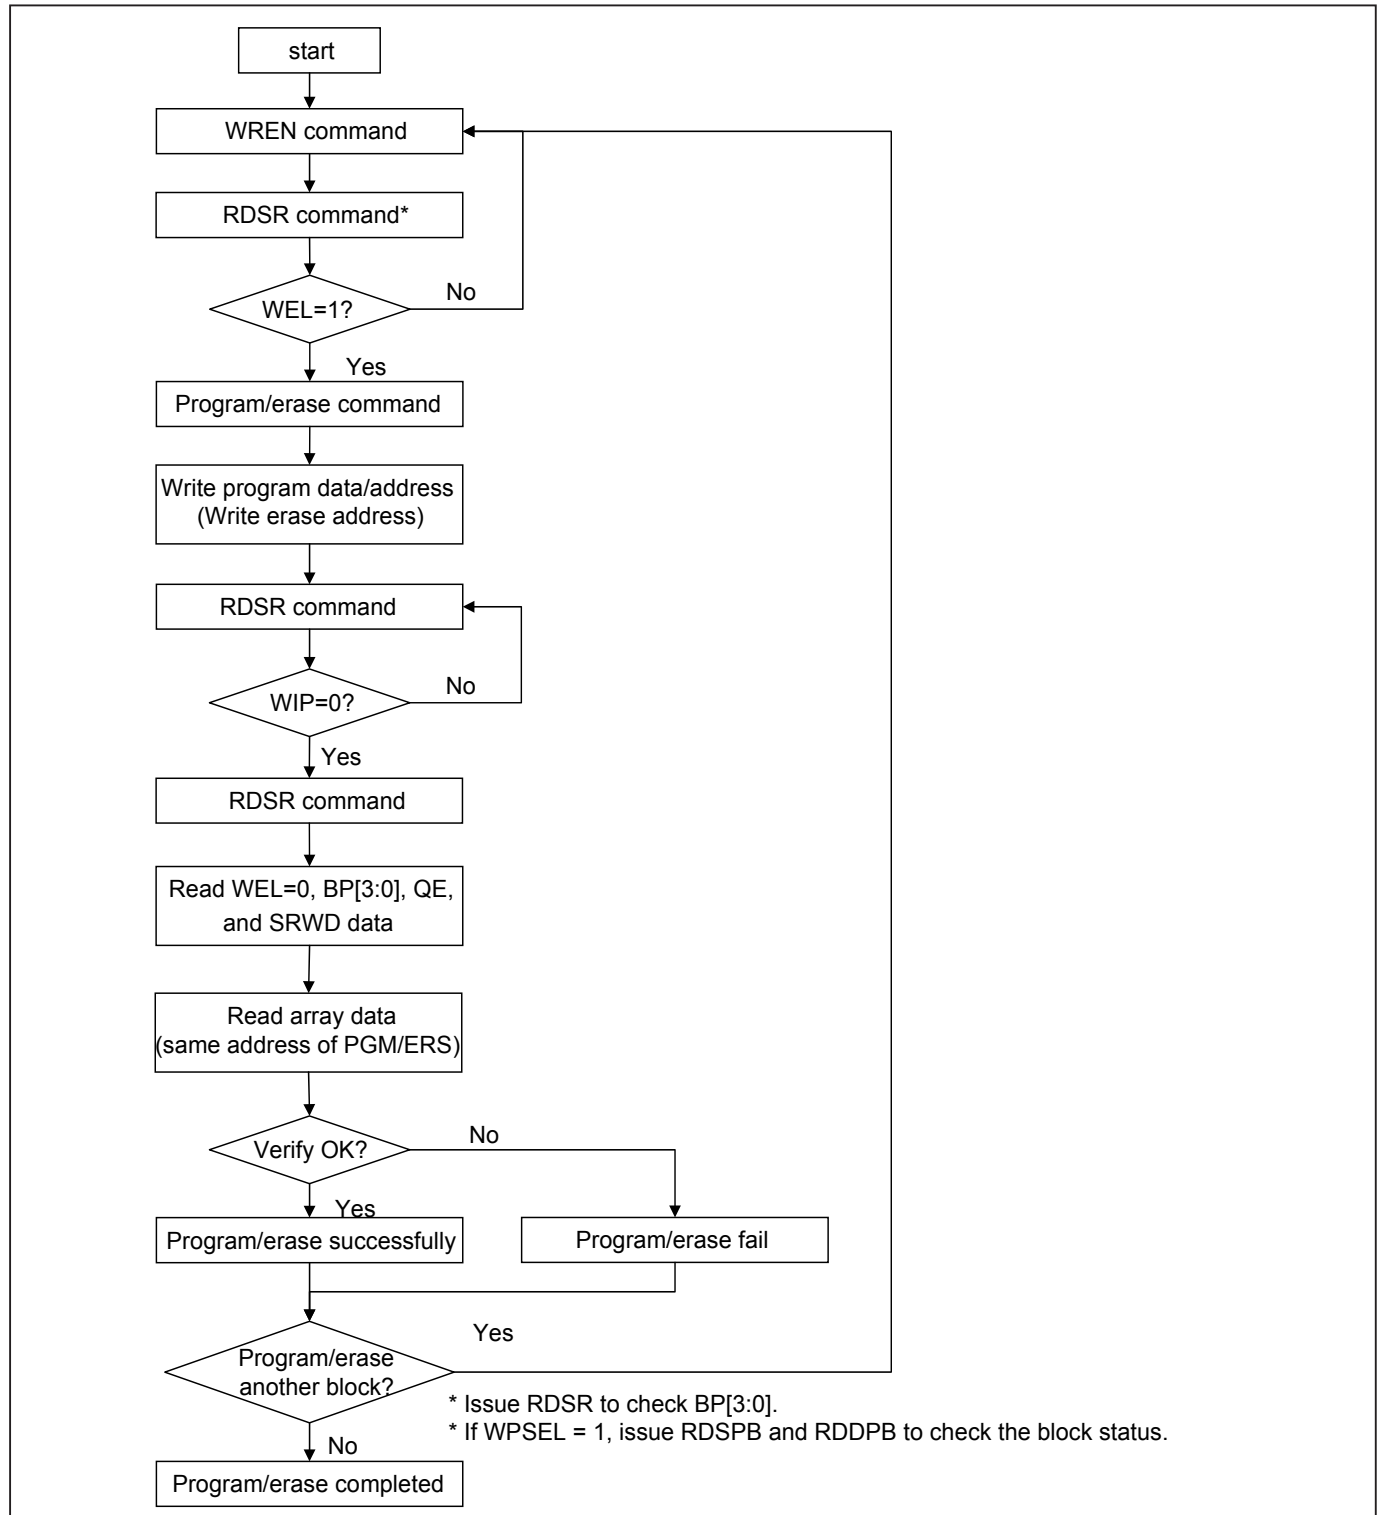 start
WREN command
RDSR command*
WEL=1?
No
Yes
Program/erase command
Write program data/address
(Write erase address)
RDSR command
WIP=0?
No
Yes
RDSR command
Read WEL=0, BP[3:0], QE,
and SRWD data
Read array data
(same address of PGM/ERS)
Verify OK?
No
Yes
Program/erase successfully
Program/erase fail
Yes
Program/erase
another block?
* Issue RDSR to check BP[3:0].
* If WPSEL = 1, issue RDSPB and RDDPB to check the block status.
No
Program/erase completed